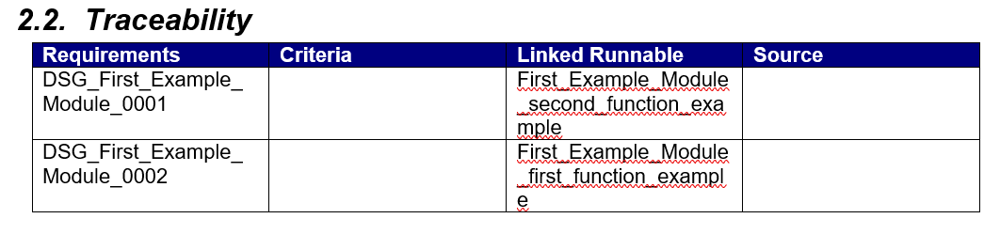 2.2. Traceability
Requirements Criteria Linked Runnable Source
DSG_First_Example_
Module_0001
First_Example_Module
_second_function_exa
mple
DSG_First_Example_
Module_0002
First_Example_Module
_first_function_exampl
e